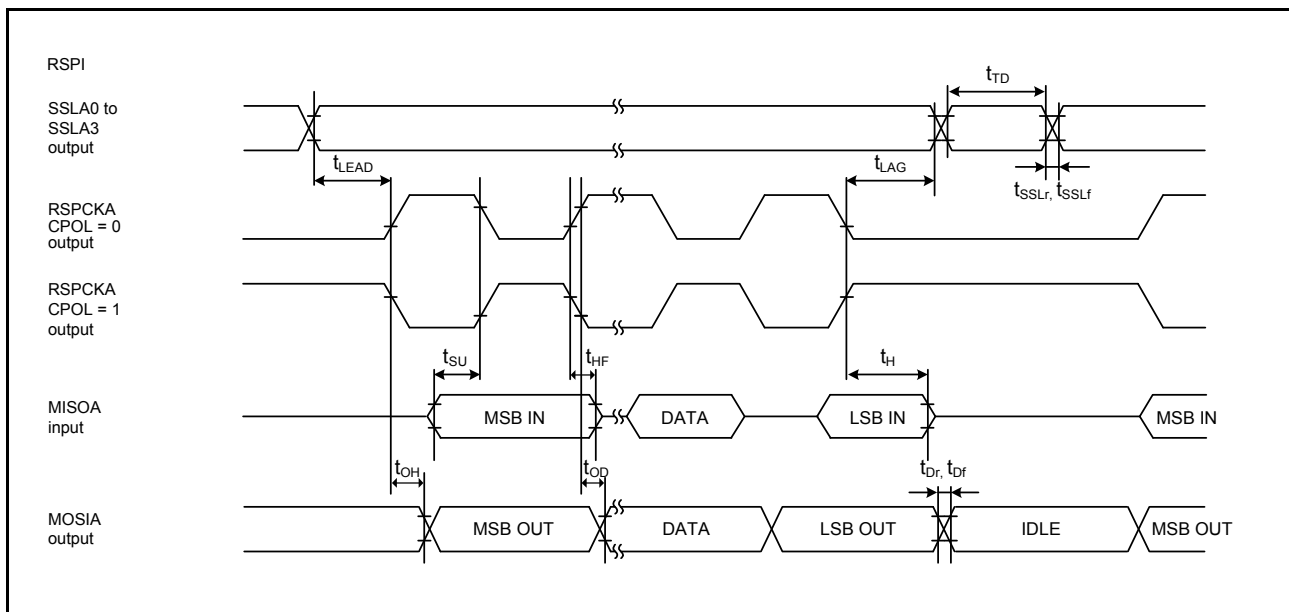 RSPI
tTD
SSLA0 to
SSLA3
output
tLEAD
tLAG
tSSLr, tSSLf
RSPCKA
CPOL = 0
output
RSPCKA
CPOL = 1
output
tSU
tHF
tH
MISOA
input
MSB IN
DATA
LSB IN
MSB IN
tOH
tOD
tDr, tDf
MOSIA
output
MSB OUT
DATA
LSB OUT
IDLE
MSB OUT